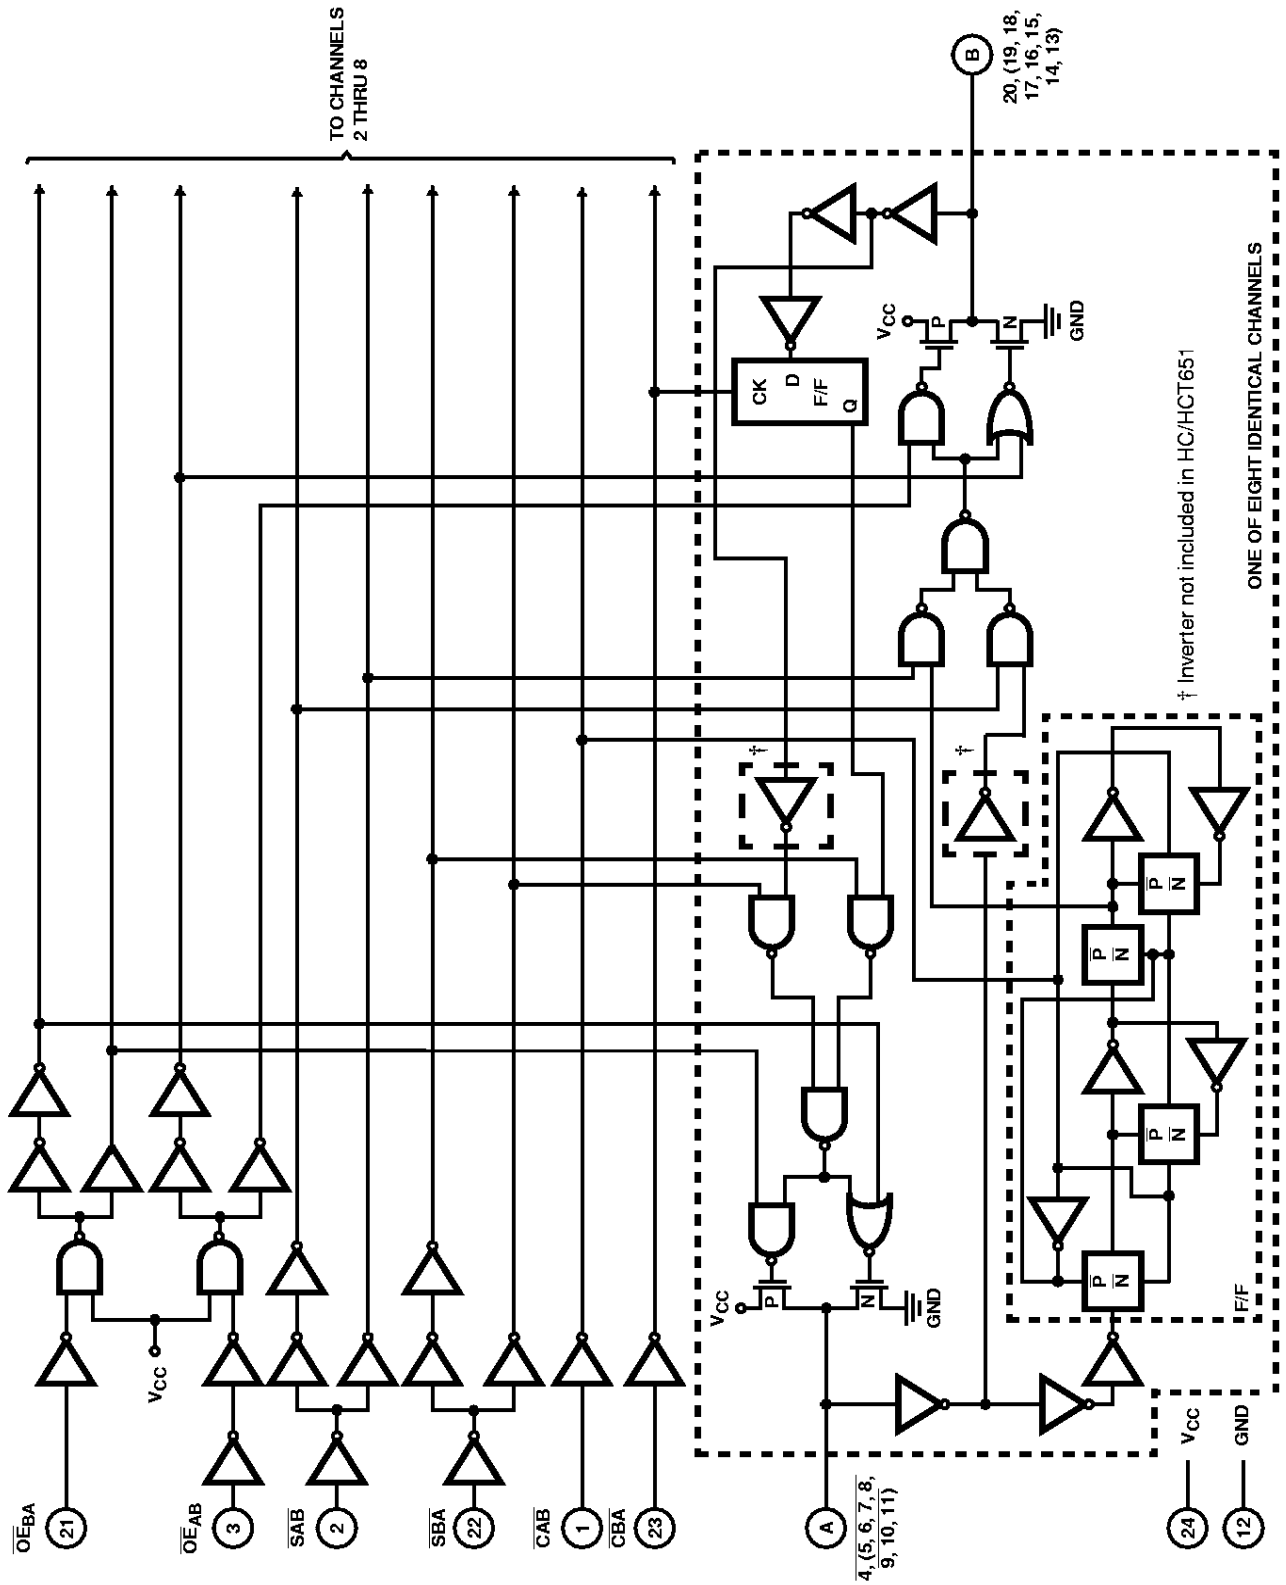 TO CHANNELS
2 THRU 8
B
20, (19, 18,
17, 16, 15,
14, 13)
ONE OF EIGHT IDENTICAL CHANNELS
† Inverter not included in HC/HCT651
VCC
P
N
GND
CK
D
F/F
Q
†
†
P
N
P
N
P
N
P
N
F/F
VCC
P
N
GND
VCC
OEBA
21
OEAB
3
SAB
2
SBA
22
CAB
1
CBA
23
A
4, (5, 6, 7, 8,
9, 10, 11)
24
VCC
12
GND